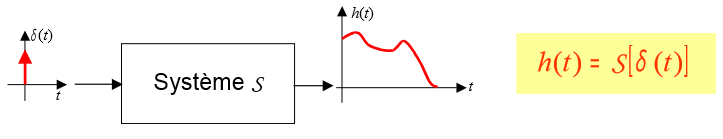 δ(t)
t
Système S
h(t)
t
h(t) = S[δ(t)]